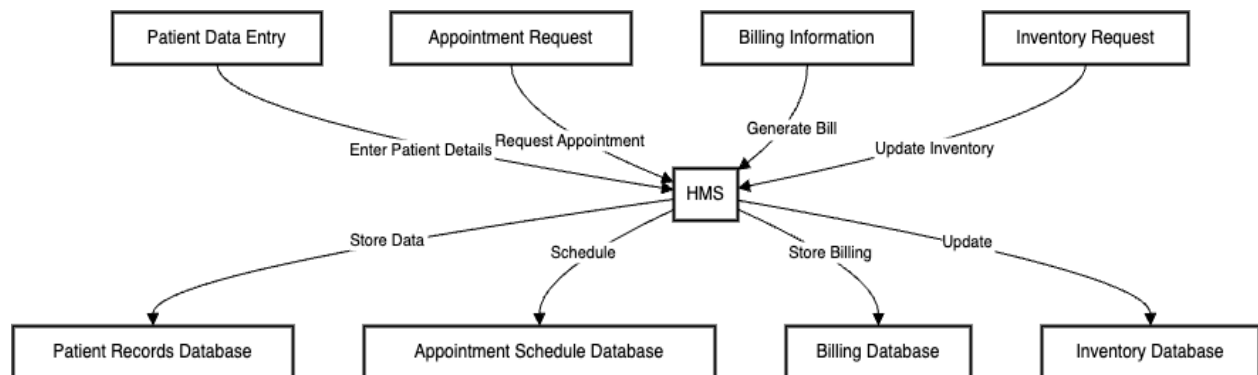 Patient Data Entry
Appointment Request
Billing Information
Inventory Request
Enter Patient Details
Request Appointment
Generate Bill
Update Inventory
HMS
Store Data
Schedule
Store Billing
Update
Patient Records Database
Appointment Schedule Database
Billing Database
Inventory Database